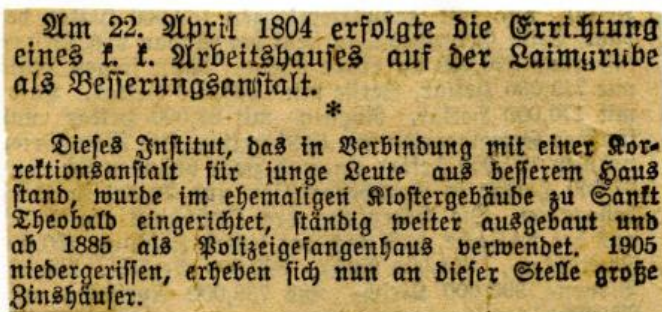 Am 22. April 1804 erfolgte die Errichtung
eines k. k. Arbeitshauses auf der Laimgrube
als Besserungsanstalt.
*
Dieses Institut, das in Verbindung mit einer Kor-
rektionsanstalt für junge Leute aus besserem Haus
stand, wurde im ehemaligen Klostergebäude zu Sankt
Theobald eingerichtet, ständig weiter ausgebaut und
ab 1885 als Polizeigefangenhaus verwendet. 1905
niedergerissen, erheben sich nun an dieser Stelle große
Zinshäuser.